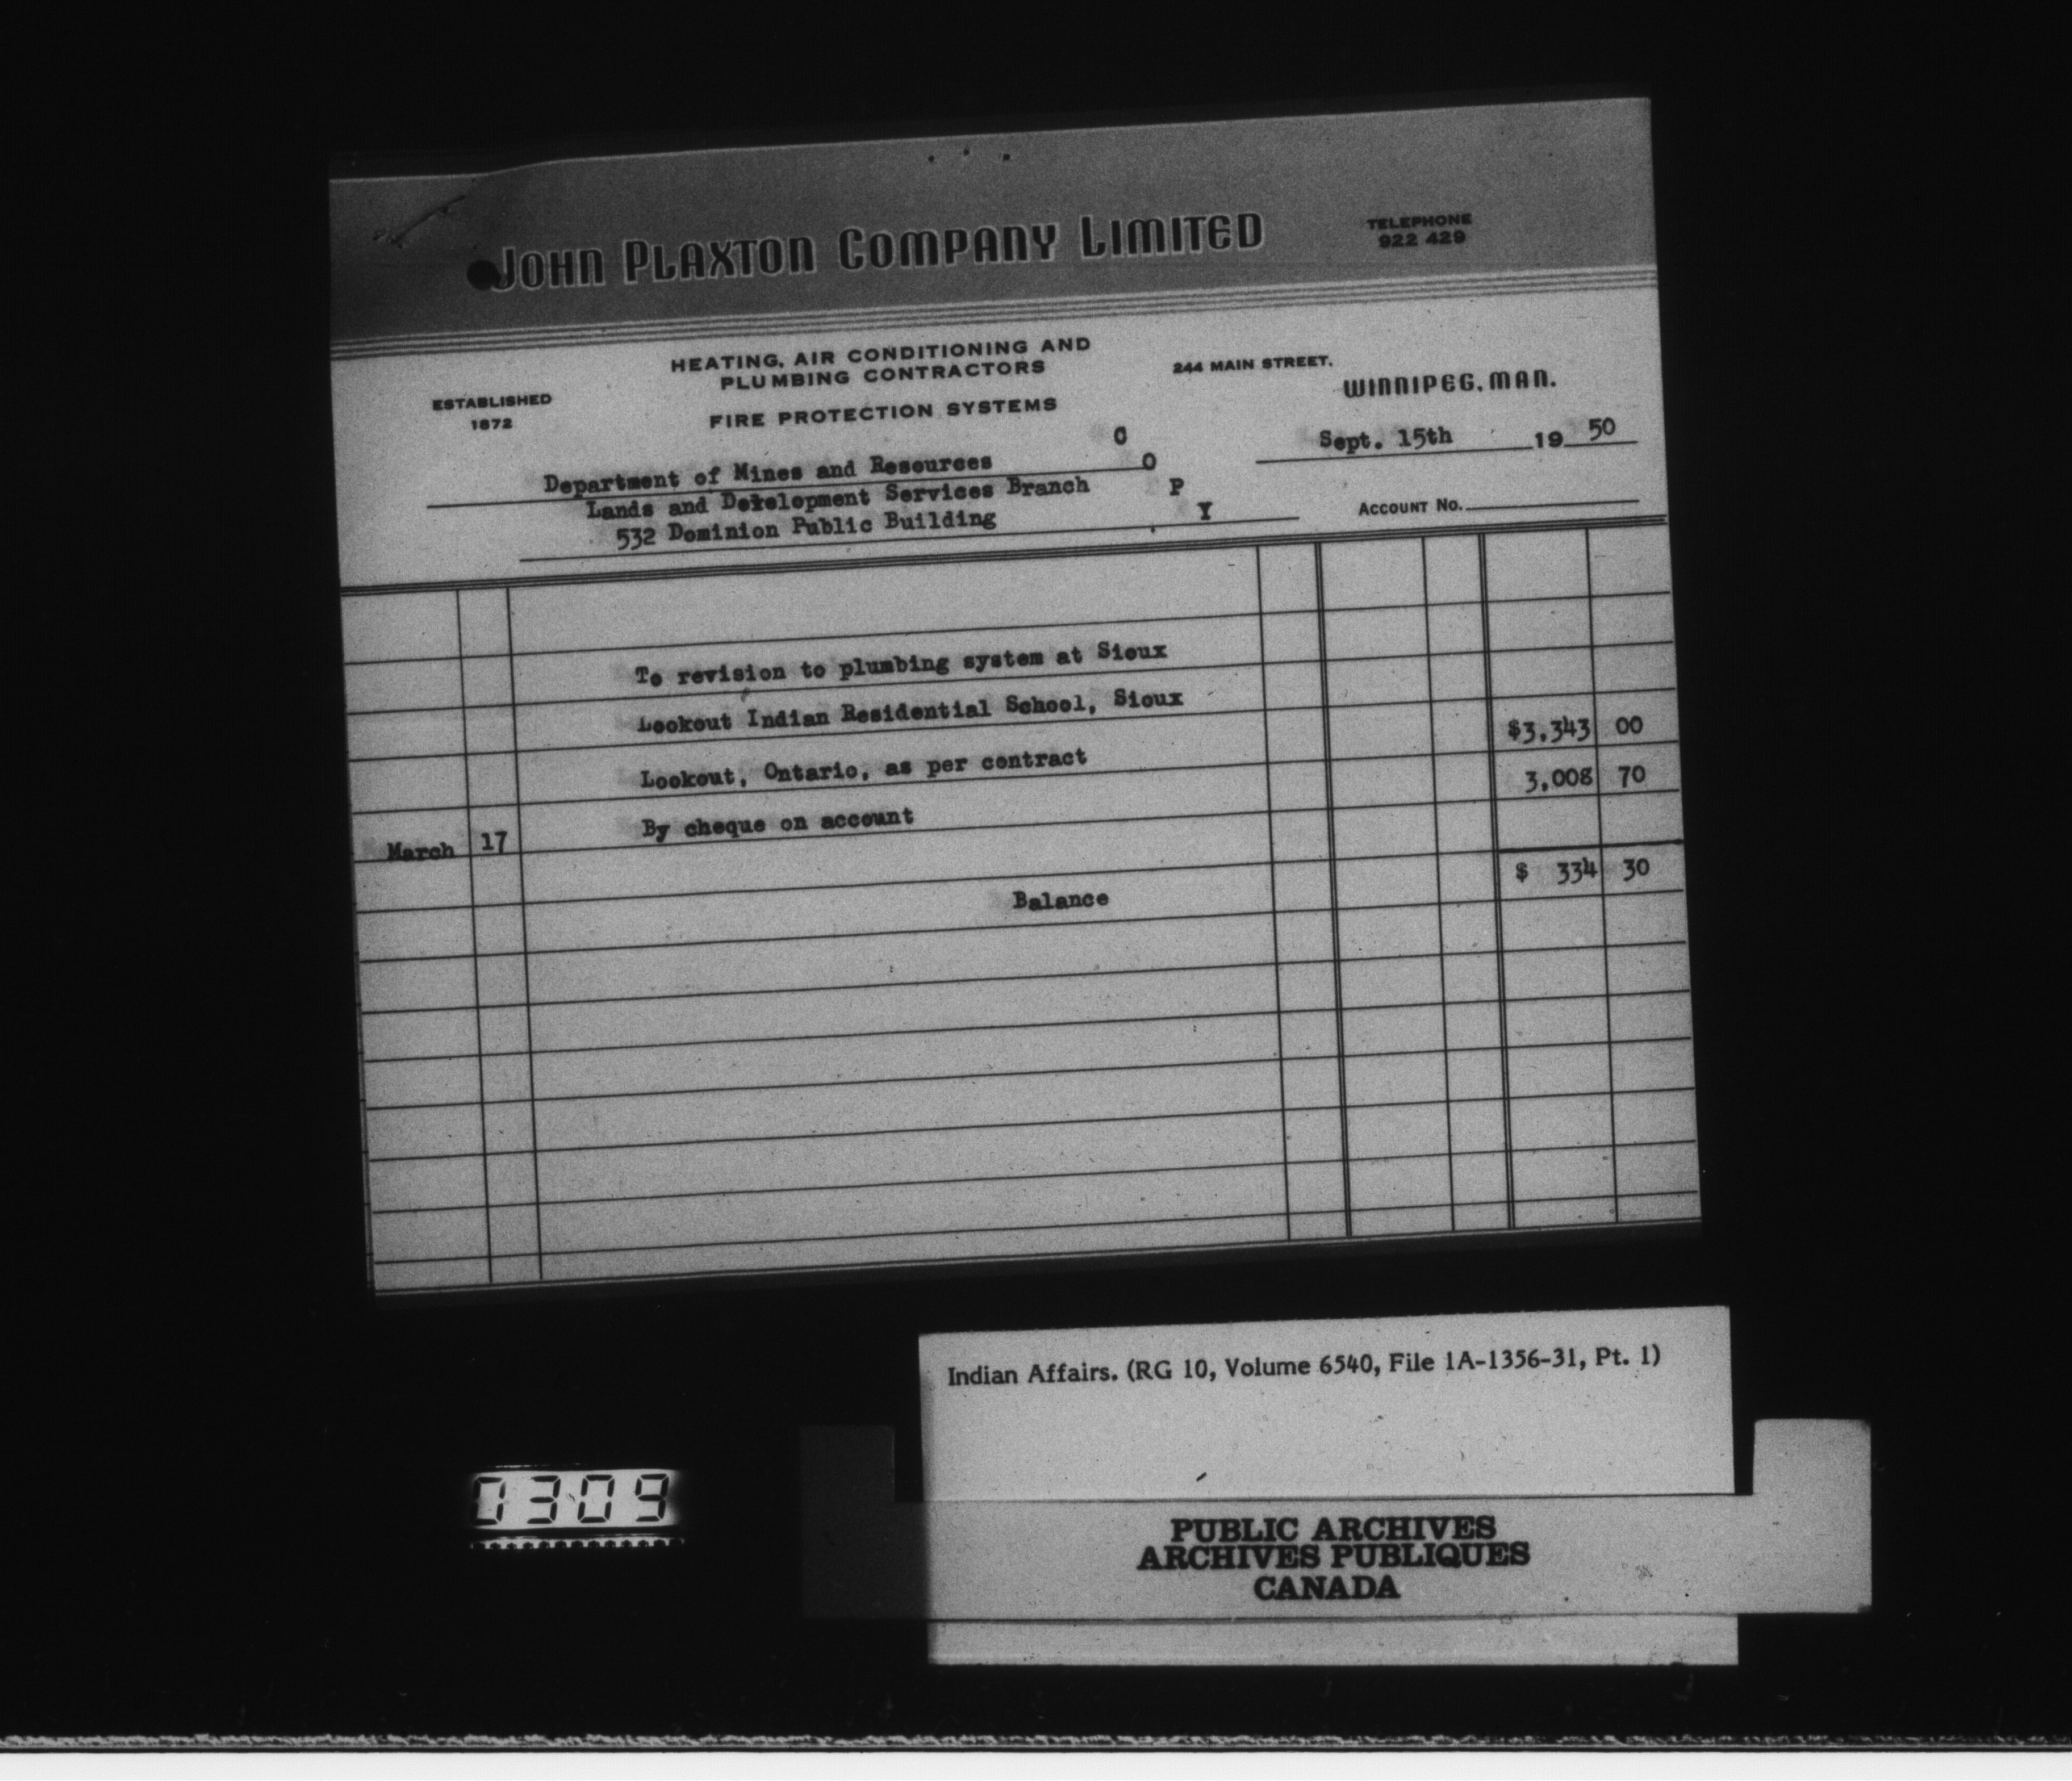 JOHN PLAXTON COMPANY LIMITED
TELEPHONE
922 429
HEATING, AIR CONDITIONING AND
PLUMBING CONTRACTORS
FIRE PROTECTION SYSTEMS
ESTABLISHED
1872
244 MAIN STREET.
WINNIPEG, MAN.
Sept. 15th 19 50
C
O
P
Y
Department of Mines and Resources
Lands and Development Services Branch
532 Dominion Public Building
ACCOUNT NO.
To revision to plumbing system at Sioux
Lookout Indian Residential School, Sioux
Lookout, Ontario, as per contract $3,343 00
March 17 By cheque on account 3,008 70
Balance $ 334 30
Indian Affairs. (RG 10, Volume 6540, File 1A-1356-31, Pt. 1)
0309
PUBLIC ARCHIVES
ARCHIVES PUBLIQUES
CANADA